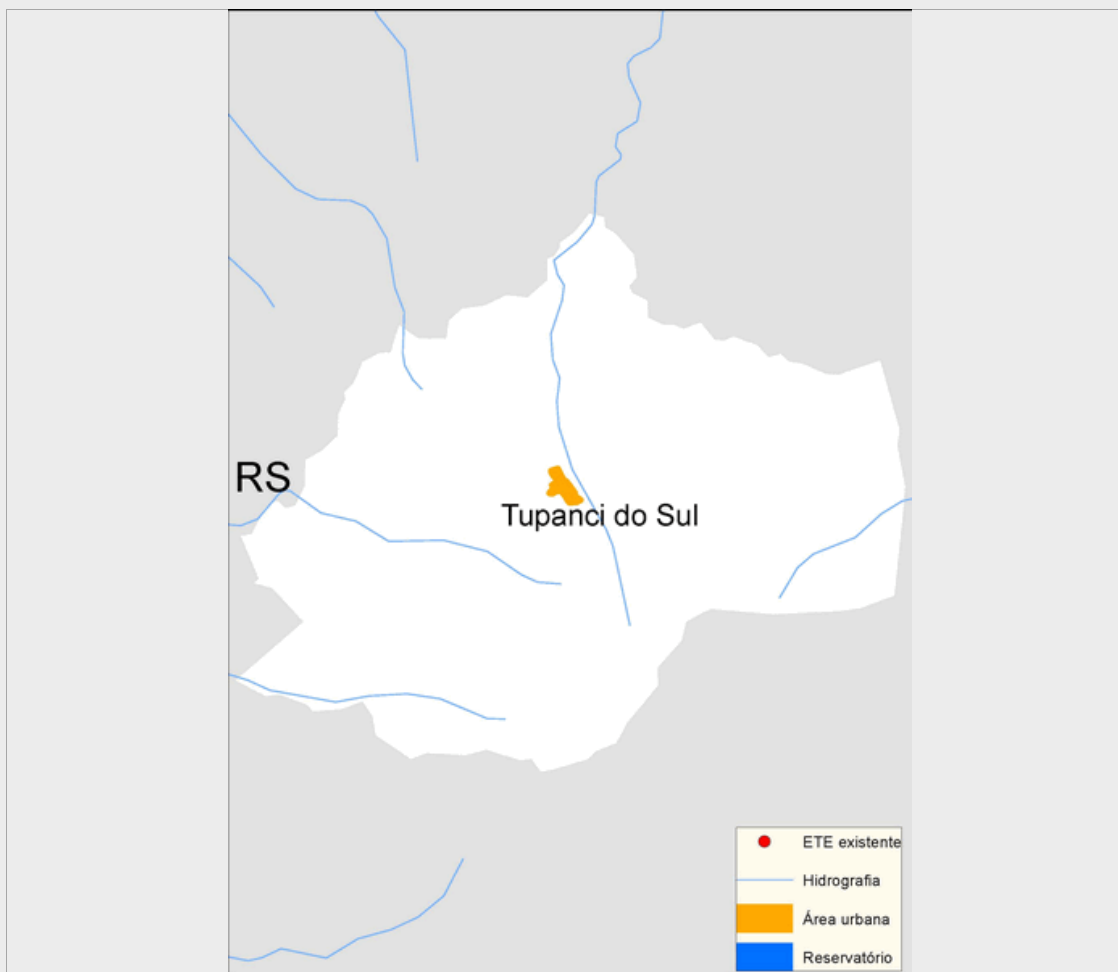 RS
Tupanci do Sul
ETE existente
Hidrografia
Área urbana
Reservatório